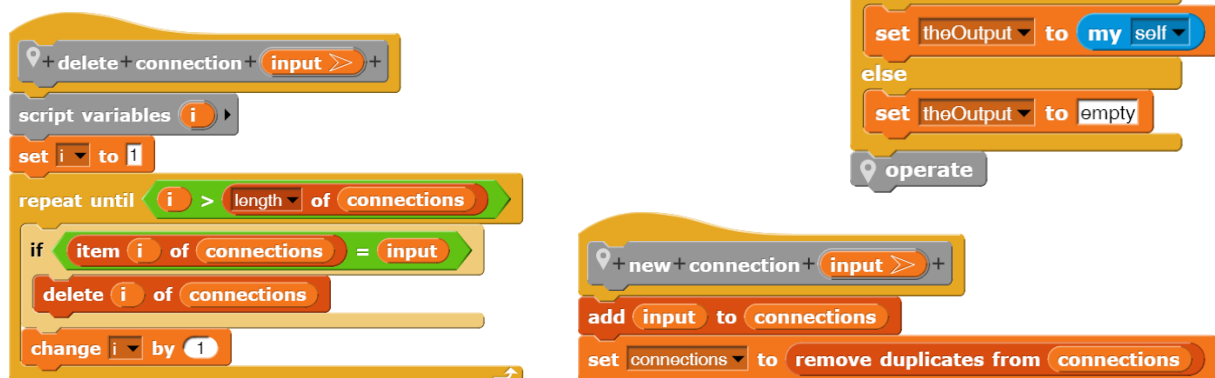 + delete + connection + input +
script variables i
set i to 1
repeat until i > length of connections
if item i of connections = input
delete i of connections
change i by 1
set theOutput to my self
else
set theOutput to empty
operate
+ new + connection + input +
add input to connections
set connections to remove duplicates from connections